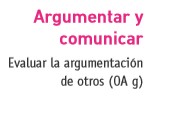 Argumentar y
comunicar
Evaluar la argumentación
de otros (OA g)